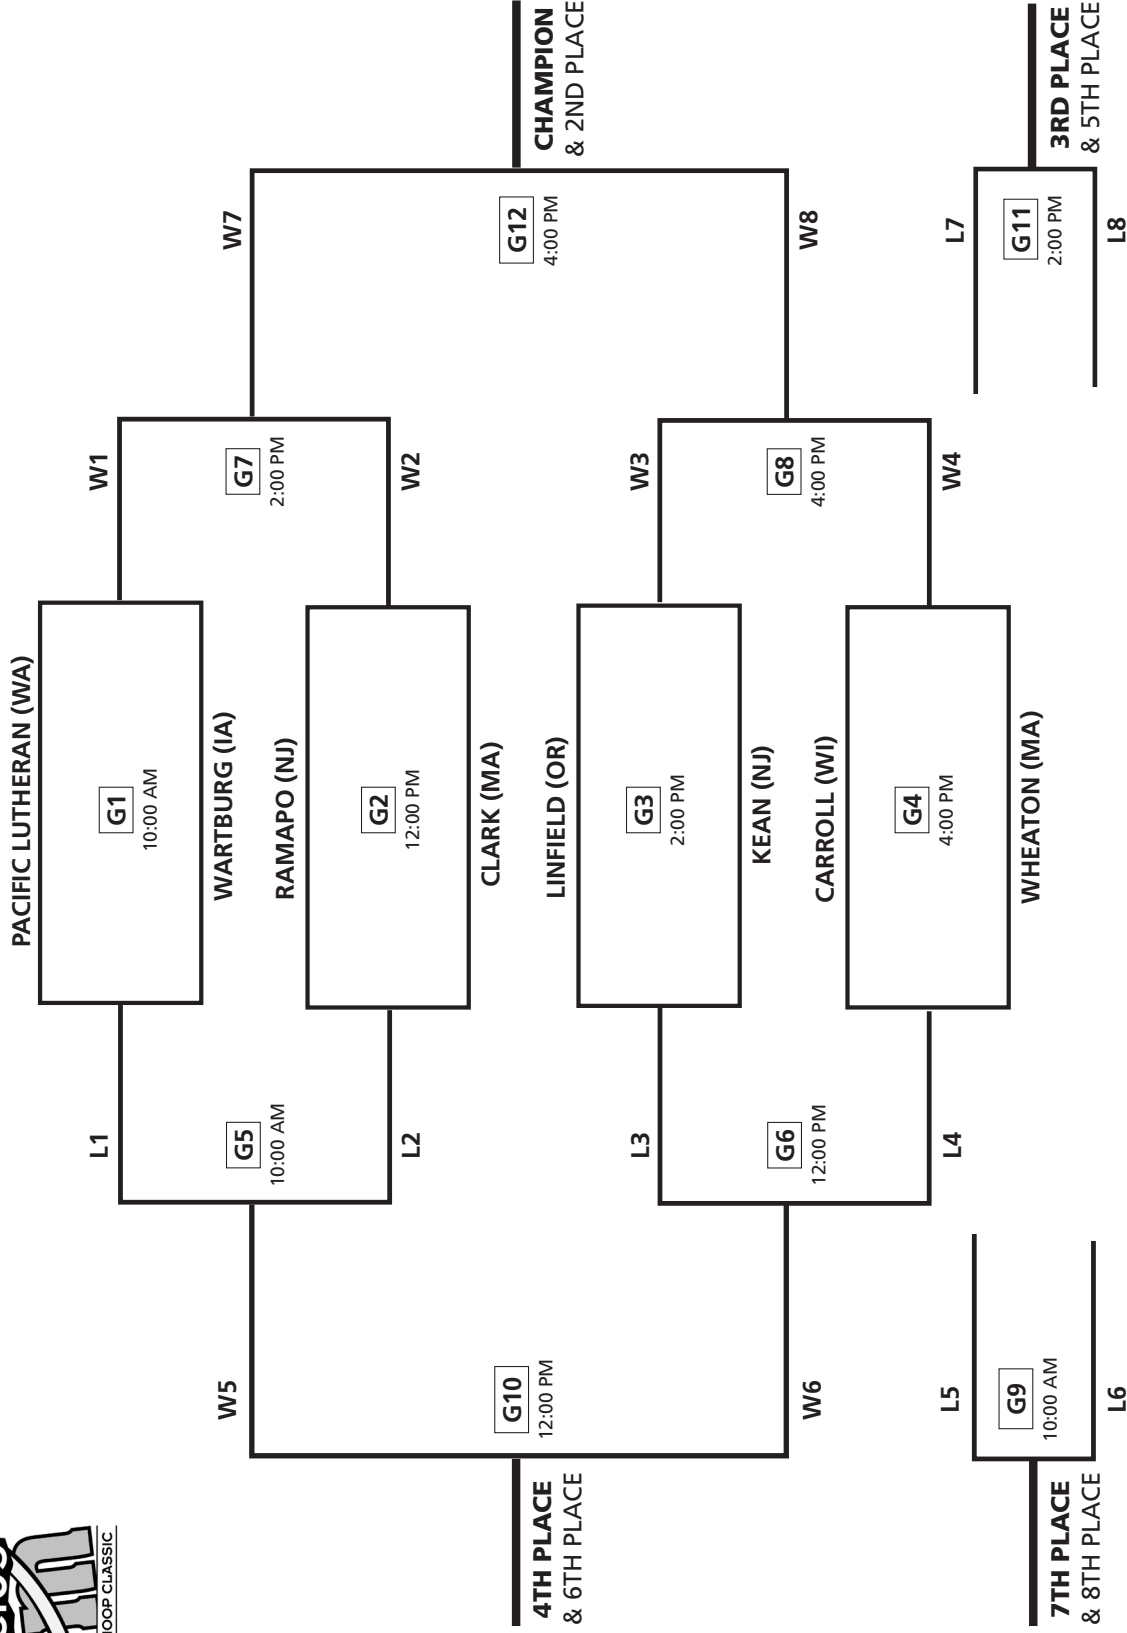 PACIFIC LUTHERAN (WA)
G1
10:00 AM
WARTBURG (IA)
RAMAPO (NJ)
G2
12:00 PM
CLARK (MA)
LINFIELD (OR)
G3
2:00 PM
KEAN (NJ)
CARROLL (WI)
G4
4:00 PM
WHEATON (MA)
L1
G5
10:00 AM
L2
L3
G6
12:00 PM
L4
W1
G7
2:00 PM
W2
W3
G8
4:00 PM
W4
W5
G10
12:00 PM
W6
4TH PLACE
& 6TH PLACE
L5
G9
10:00 AM
L6
7TH PLACE
& 8TH PLACE
W7
G12
4:00 PM
W8
CHAMPION
& 2ND PLACE
L7
G11
2:00 PM
L8
3RD PLACE
& 5TH PLACE
CLASSIC